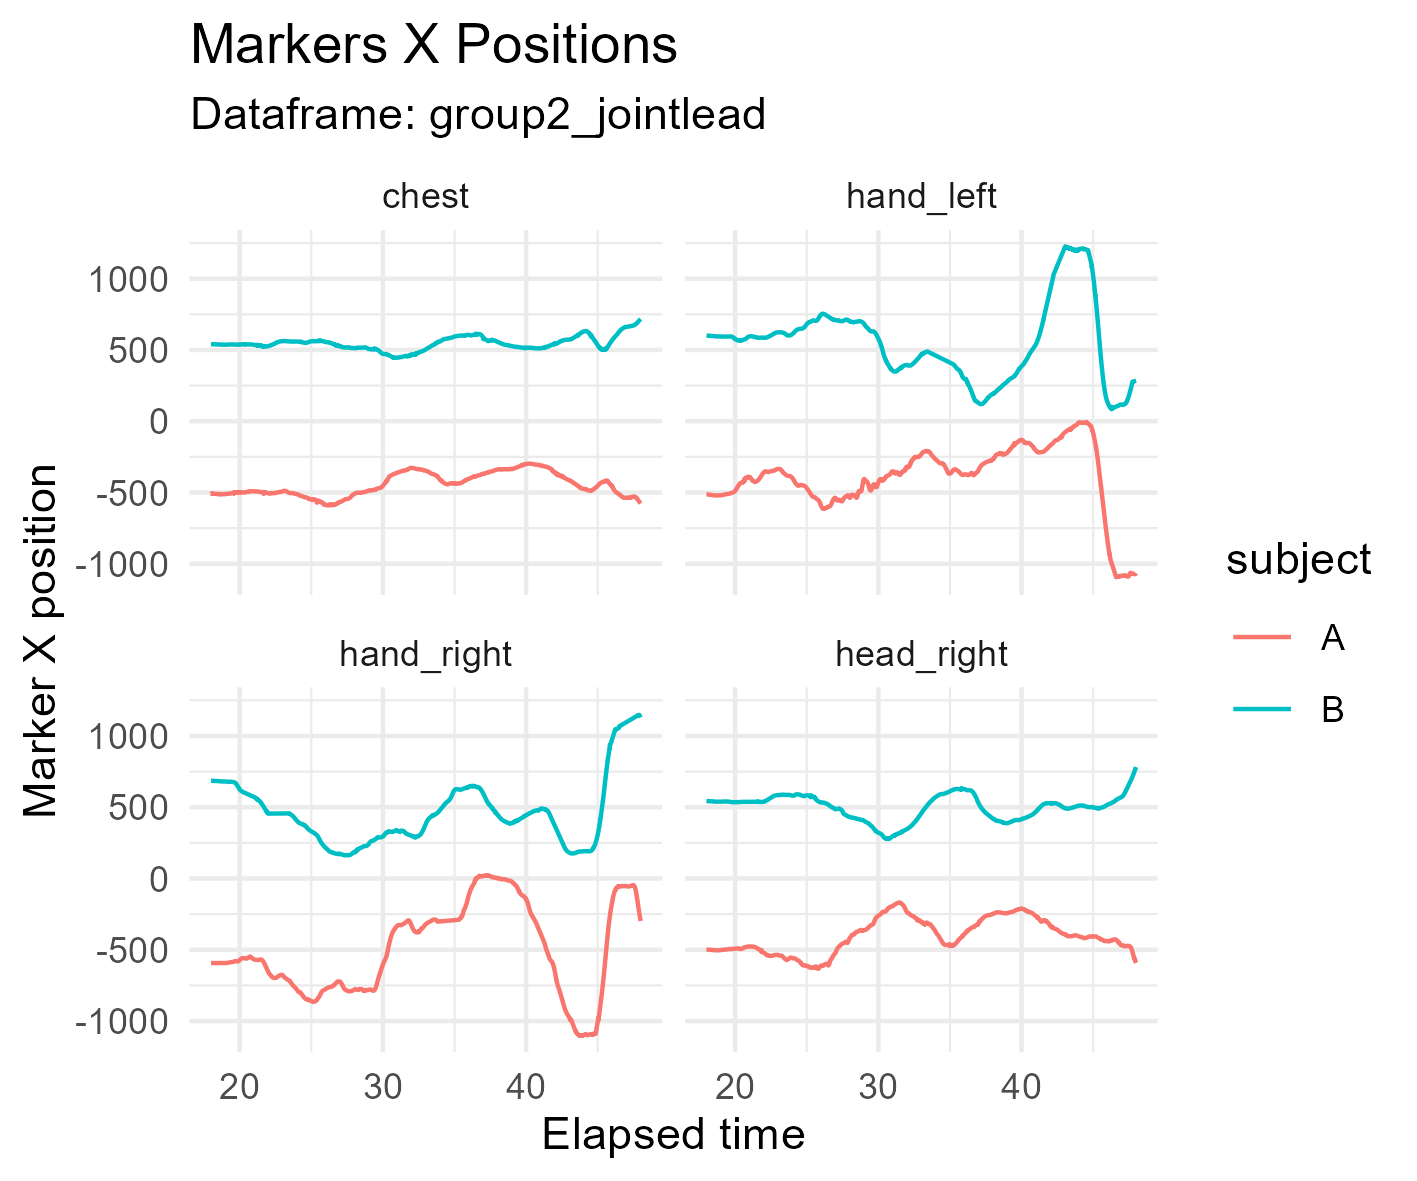 Markers X Positions
Dataframe: group2_jointlead
chest
hand_left
1000
500
0
-500
-1000
hand_right
head_right
1000
500
0
-500
-1000
20 30 40
20 30 40
Elapsed time
Marker X position
subject
A
B